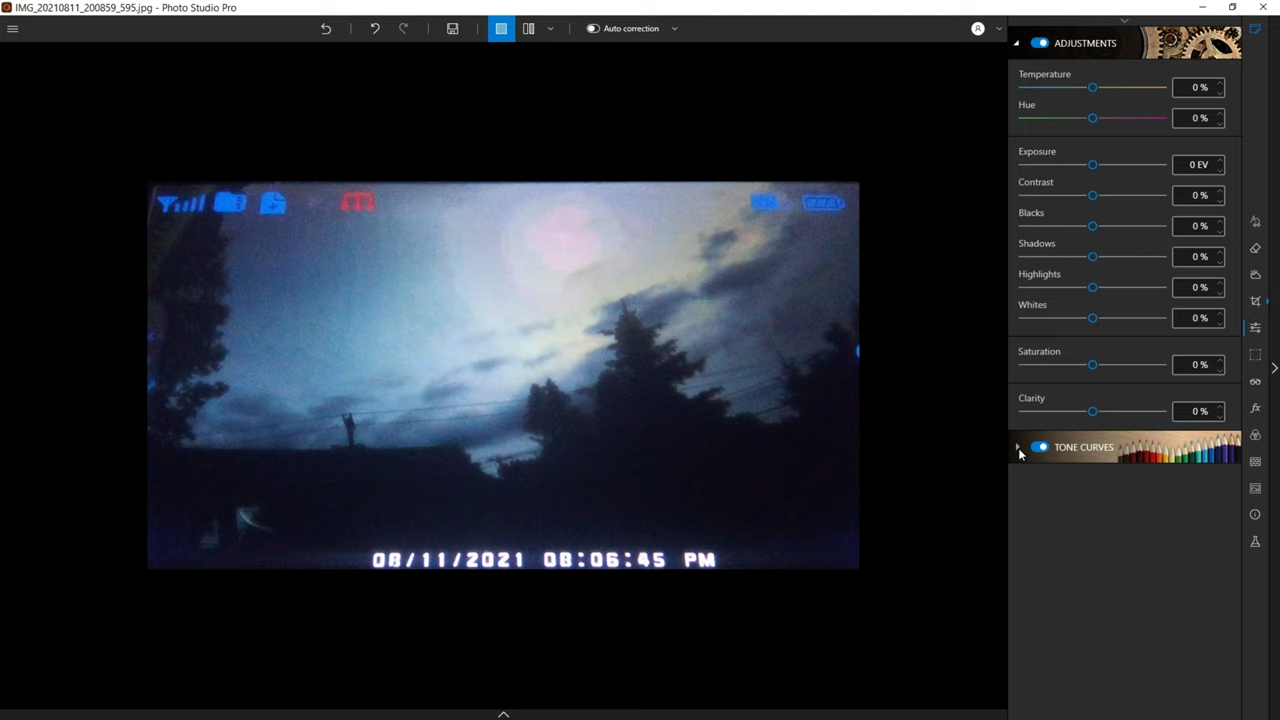 IMG_20210811_200859_595.jpg - Photo Studio Pro
Auto correction
ADJUSTMENTS
Temperature
0 %
Hue
0 %
Exposure
0 EV
Contrast
0 %
Blacks
0 %
Shadows
0 %
Highlights
0 %
Whites
0 %
Saturation
0 %
Clarity
0 %
TONE CURVES
08/11/2021 08:06:45 PM